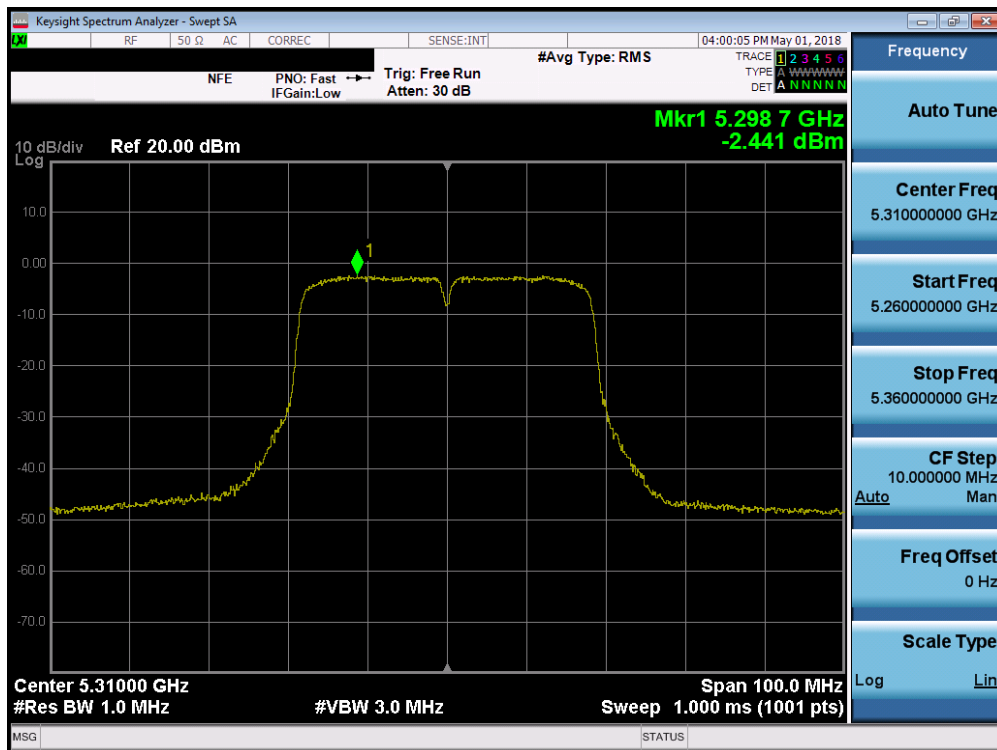 Keysight Spectrum Analyzer - Swept SA
LXI RF 50 Ω AC CORREC SENSE:INT 04:00:05 PM May 01, 2018
NFE PNO: Fast IFGain:Low Trig: Free Run Atten: 30 dB #Avg Type: RMS
TRACE 1 2 3 4 5 6
TYPE A WWWWWW
DET A N N N N N
Mkr1 5.298 7 GHz
-2.441 dBm
10 dB/div Ref 20.00 dBm
Log
1
10.0
0.00
-10.0
-20.0
-30.0
-40.0
-50.0
-60.0
-70.0
Center 5.31000 GHz Span 100.0 MHz
#Res BW 1.0 MHz #VBW 3.0 MHz Sweep 1.000 ms (1001 pts)
MSG STATUS
Frequency
Auto Tune
Center Freq
5.310000000 GHz
Start Freq
5.260000000 GHz
Stop Freq
5.360000000 GHz
CF Step
10.000000 MHz
Auto Man
Freq Offset
0 Hz
Scale Type
Log Lin